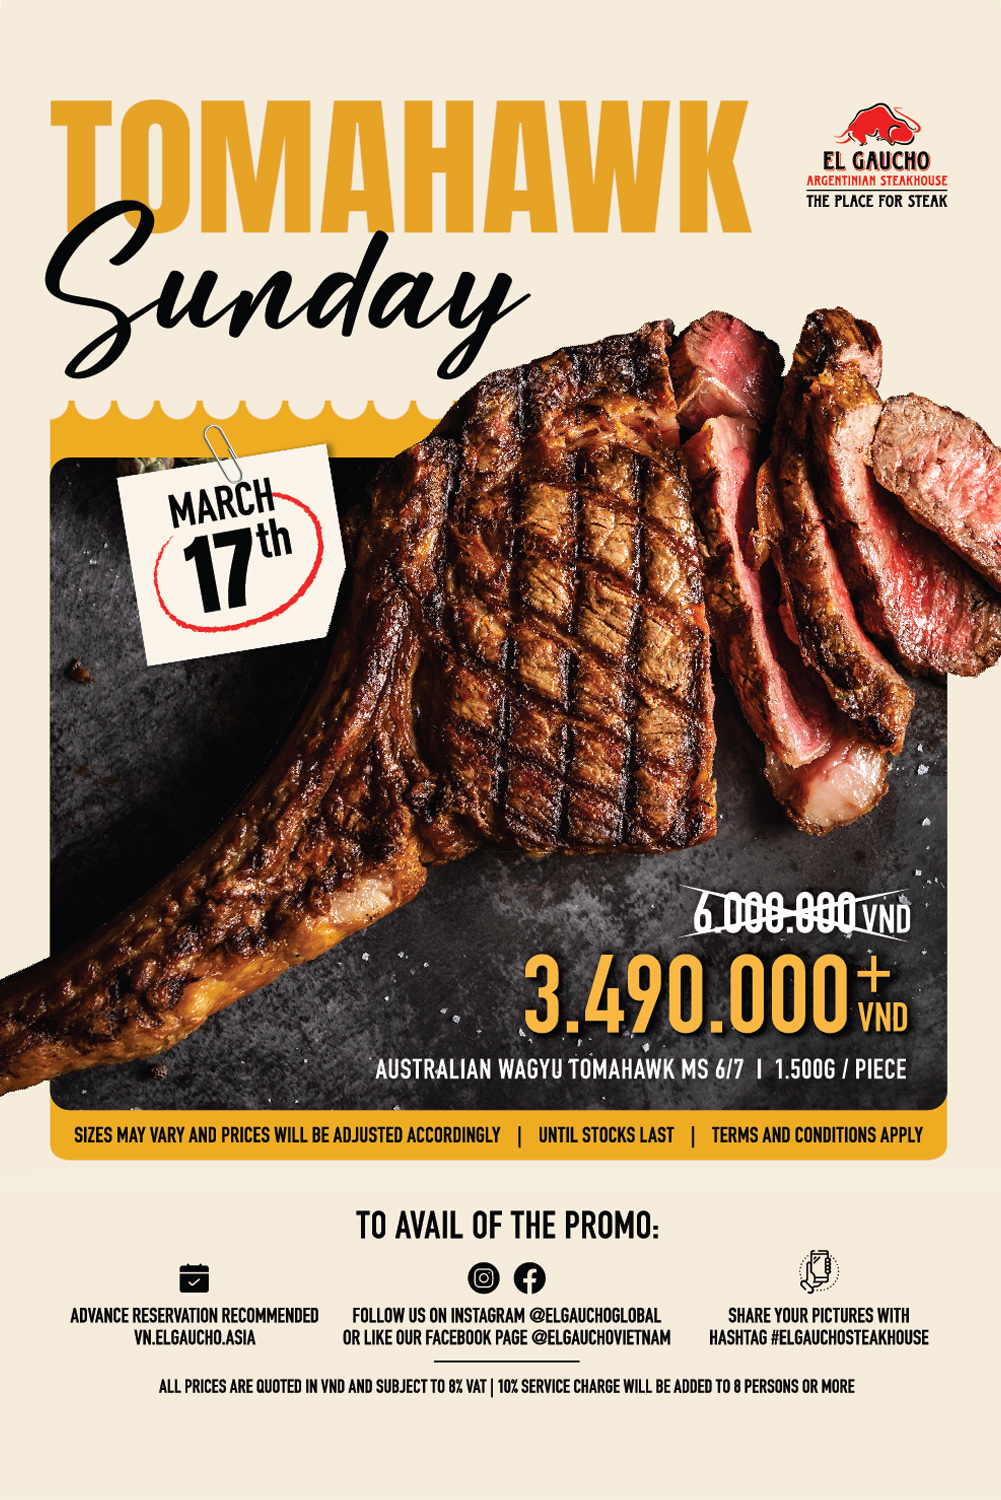 TOMAHAWK
Sunday
EL GAUCHO
ARGENTINIAN STEAKHOUSE
THE PLACE FOR STEAK
MARCH
17th
6.000.000 VND
3.490.000+ VND
AUSTRALIAN WAGYU TOMAHAWK MS 6/7 | 1.500G / PIECE
SIZES MAY VARY AND PRICES WILL BE ADJUSTED ACCORDINGLY | UNTIL STOCKS LAST | TERMS AND CONDITIONS APPLY
TO AVAIL OF THE PROMO:
ADVANCE RESERVATION RECOMMENDED
VN.ELGAUCHO.ASIA
FOLLOW US ON INSTAGRAM @ELGAUCHOGLOBAL
OR LIKE OUR FACEBOOK PAGE @ELGAUCHOVIETNAM
SHARE YOUR PICTURES WITH
HASHTAG #ELGAUCHOSTEAKHOUSE
ALL PRICES ARE QUOTED IN VND AND SUBJECT TO 8% VAT | 10% SERVICE CHARGE WILL BE ADDED TO 8 PERSONS OR MORE